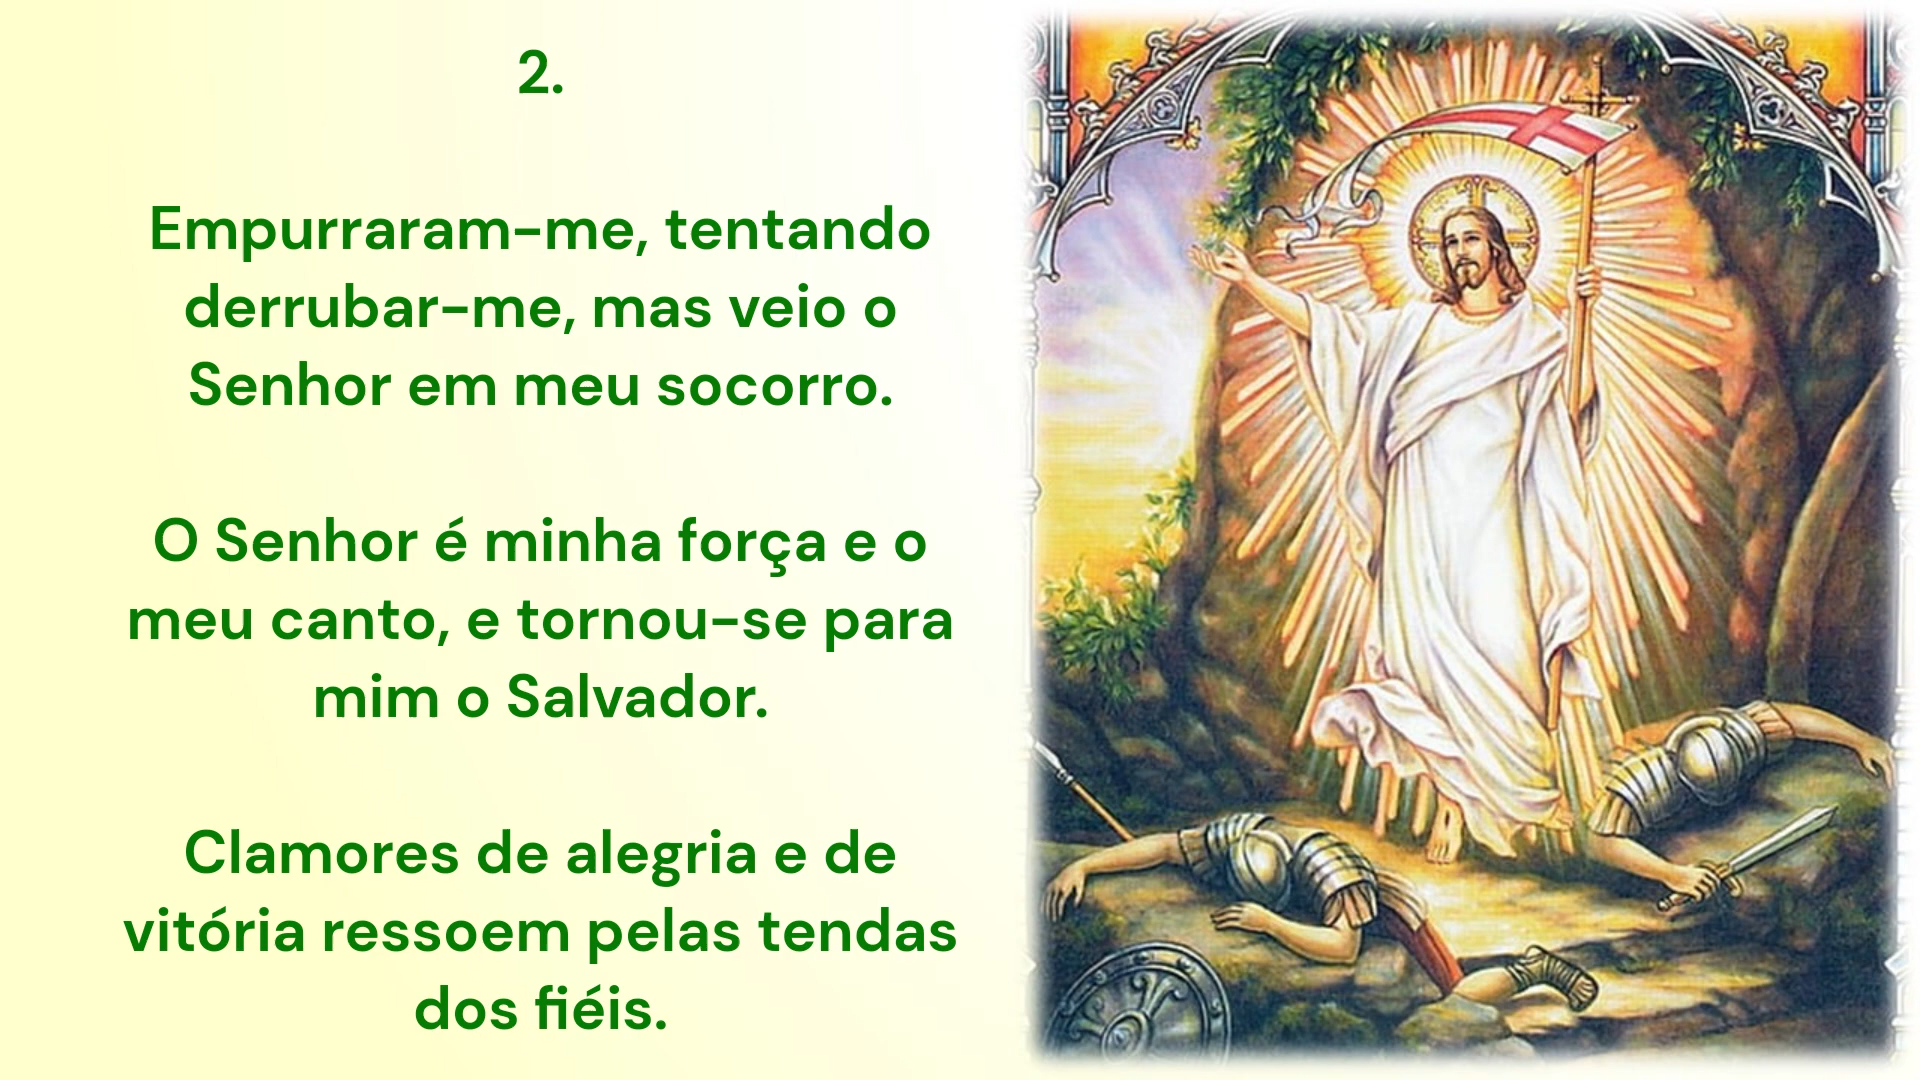 2.
Empurraram-me, tentando
derrubar-me, mas veio o
Senhor em meu socorro.
O Senhor é minha força e o
meu canto, e tornou-se para
mim o Salvador.
Clamores de alegria e de
vitória ressoem pelas tendas
dos fiéis.